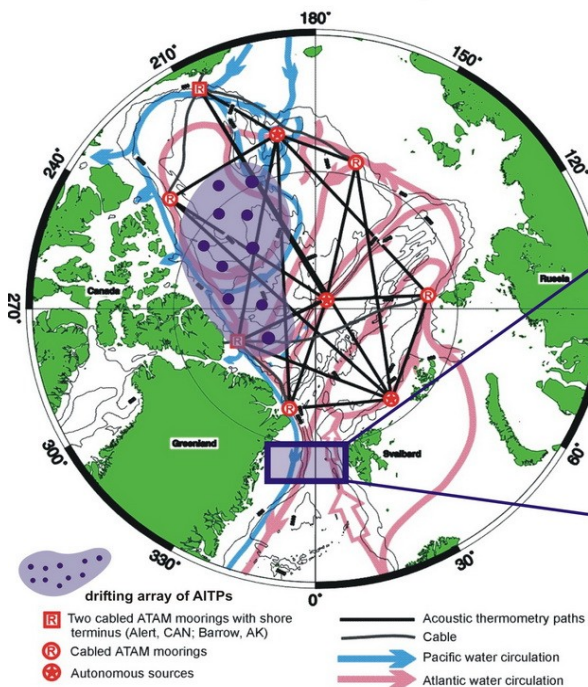 180°
210°
150°
240°
R
R
R
Canada
Russia
270°
R
R
R
Greenland
Svalbard
300°
60°
330°
30°
0°
drifting array of AITPs
R Two cabled ATAM moorings with shore
terminus (Alert, CAN; Barrow, AK)
R Cabled ATAM moorings
Autonomous sources
Acoustic thermometry paths
Cable
Pacific water circulation
Atlantic water circulation